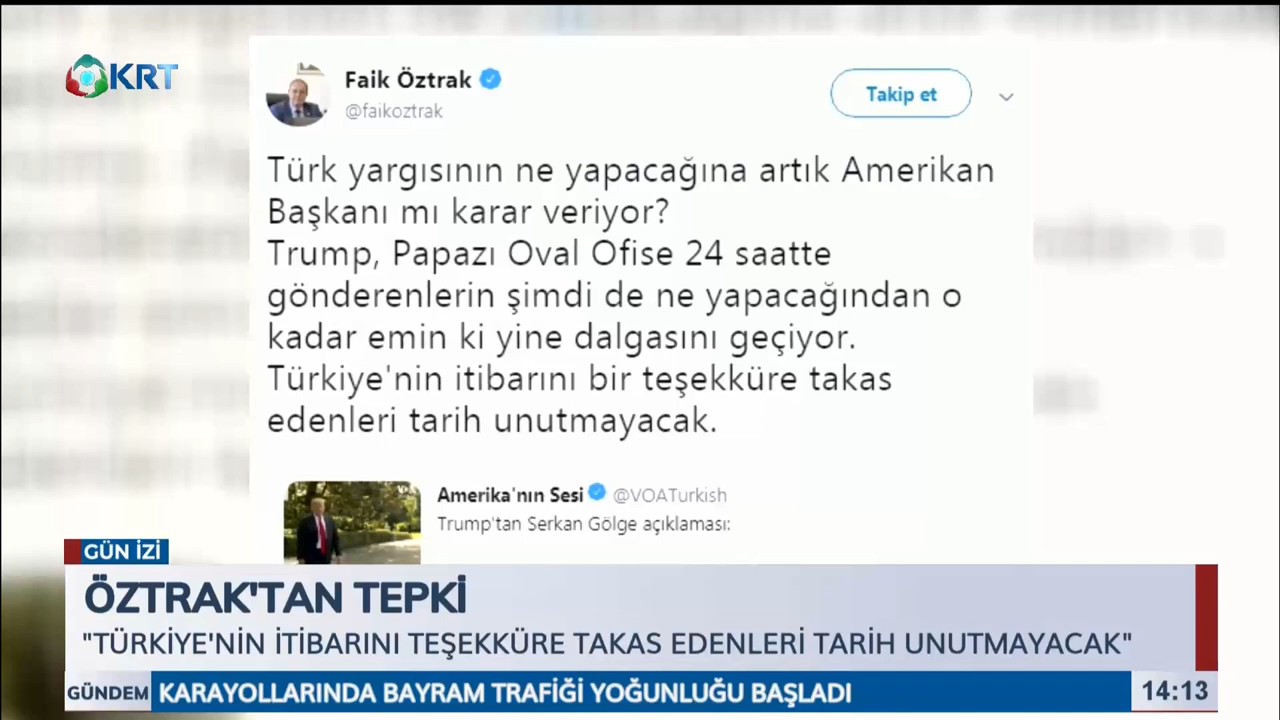 KRT
Faik Öztrak
@faikoztrak
Takip et
Türk yargısının ne yapacağına artık Amerikan
Başkanı mı karar veriyor?
Trump, Papazı Oval Ofise 24 saatte
gönderenlerin şimdi de ne yapacağından o
kadar emin ki yine dalgasını geçiyor.
Türkiye'nin itibarını bir teşekküre takas
edenleri tarih unutmayacak.
Amerika'nın Sesi @VOATurkish
Trump'tan Serkan Gölge açıklaması:
GÜN İZİ
ÖZTRAK'TAN TEPKİ
"TÜRKİYE'NİN İTİBARINI TEŞEKKÜRE TAKAS EDENLERİ TARİH UNUTMAYACAK"
GÜNDEM KARAYOLLARINDA BAYRAM TRAFİĞİ YOĞUNLUĞU BAŞLADI 14:13